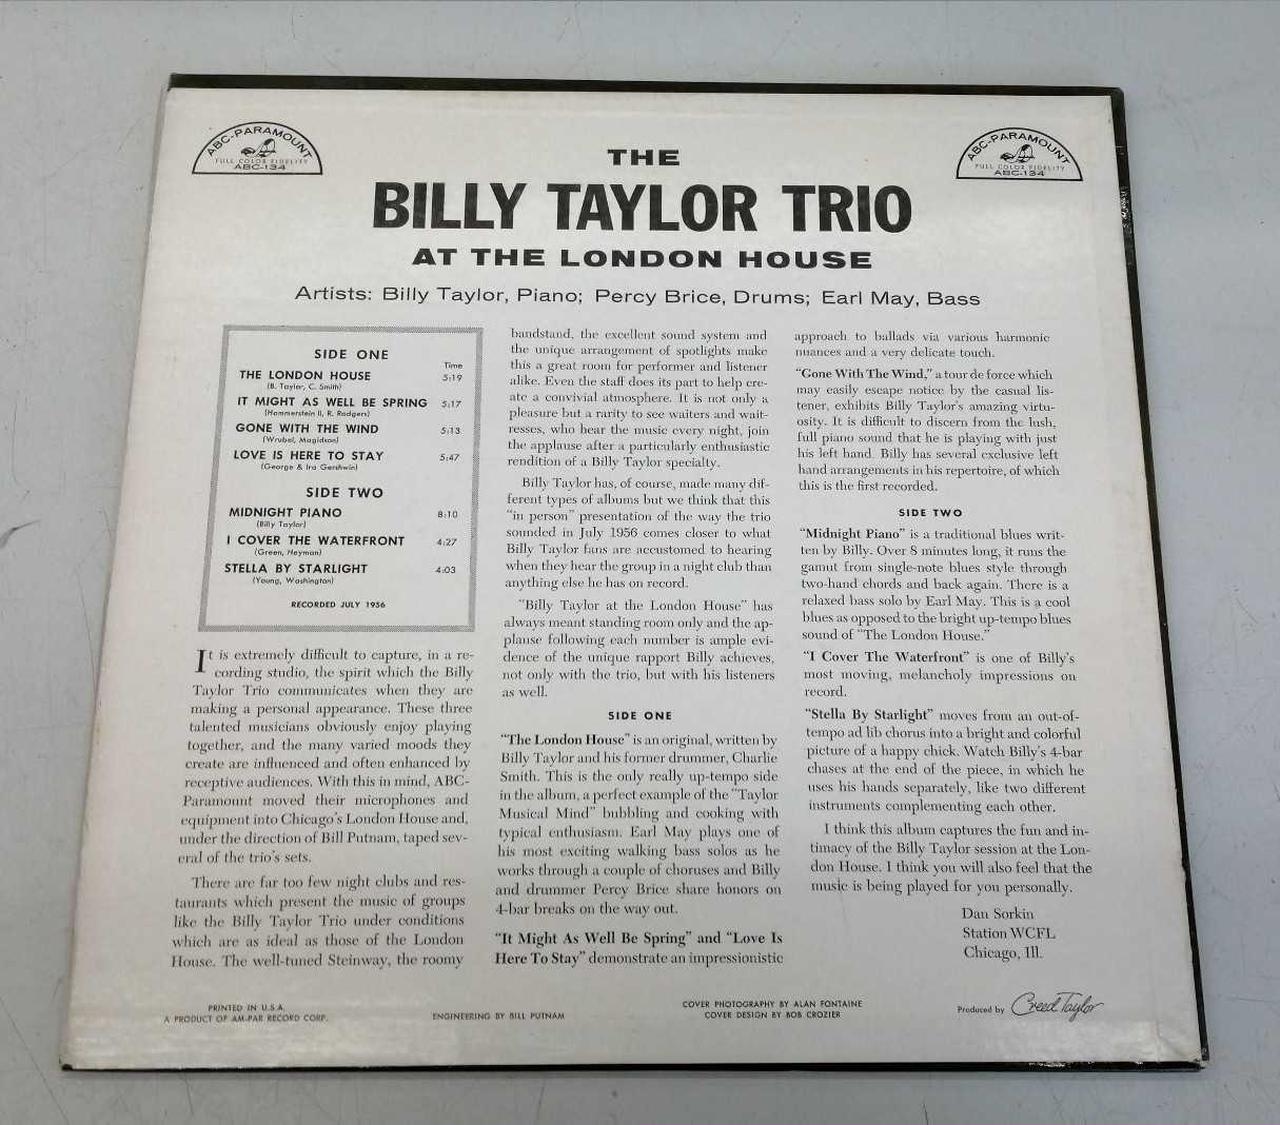 ABC-PARAMOUNT
FULL COLOR FIDELITY
ABC-134
ABC-PARAMOUNT
FULL COLOR FIDELITY
ABC-134
THE
BILLY TAYLOR TRIO
AT THE LONDON HOUSE
Artists: Billy Taylor, Piano; Percy Brice, Drums; Earl May, Bass
SIDE ONE
Time
THE LONDON HOUSE 5:19
(B. Taylor, C. Smith)
IT MIGHT AS WELL BE SPRING 5:17
(Hammerstein II, R. Rodgers)
GONE WITH THE WIND 5:13
(Wrubel, Magidson)
LOVE IS HERE TO STAY 5:47
(George & Ira Gershwin)
SIDE TWO
MIDNIGHT PIANO 8:10
(Billy Taylor)
I COVER THE WATERFRONT 4:27
(Green, Heyman)
STELLA BY STARLIGHT 4:03
(Young, Washington)
RECORDED JULY 1956
It is extremely difficult to capture, in a re-
cording studio, the spirit which the Billy
Taylor Trio communicates when they are
making a personal appearance. These three
talented musicians obviously enjoy playing
together, and the many varied moods they
create are influenced and often enhanced by
receptive audiences. With this in mind, ABC-
Paramount moved their microphones and
equipment into Chicago's London House and,
under the direction of Bill Putnam, taped sev-
eral of the trio's sets.
There are far too few night clubs and res-
taurants which present the music of groups
like the Billy Taylor Trio under conditions
which are as ideal as those of the London
House. The well-tuned Steinway, the roomy
bandstand, the excellent sound system and
the unique arrangement of spotlights make
this a great room for performer and listener
alike. Even the staff does its part to help cre-
ate a convivial atmosphere. It is not only a
pleasure but a rarity to see waiters and wait-
resses, who hear the music every night, join
the applause after a particularly enthusiastic
rendition of a Billy Taylor specialty.
Billy Taylor has, of course, made many dif-
ferent types of albums but we think that this
"in person" presentation of the way the trio
sounded in July 1956 comes closer to what
Billy Taylor fans are accustomed to hearing
when they hear the group in a night club than
anything else he has on record.
"Billy Taylor at the London House" has
always meant standing room only and the ap-
plause following each number is ample evi-
dence of the unique rapport Billy achieves,
not only with the trio, but with his listeners
as well.
SIDE ONE
"The London House" is an original, written by
Billy Taylor and his former drummer, Charlie
Smith. This is the only really up-tempo side
in the album, a perfect example of the "Taylor
Musical Mind" bubbling and cooking with
typical enthusiasm. Earl May plays one of
his most exciting walking bass solos as he
works through a couple of choruses and Billy
and drummer Percy Brice share honors on
4-bar breaks on the way out.
"It Might As Well Be Spring" and "Love Is
Here To Stay" demonstrate an impressionistic
approach to ballads via various harmonic
nuances and a very delicate touch.
"Gone With The Wind," a tour de force which
may easily escape notice by the casual lis-
tener, exhibits Billy Taylor's amazing virtu-
osity. It is difficult to discern from the lush,
full piano sound that he is playing with just
his left hand. Billy has several exclusive left
hand arrangements in his repertoire, of which
this is the first recorded.
SIDE TWO
"Midnight Piano" is a traditional blues writ-
ten by Billy. Over 8 minutes long, it runs the
gamut from single-note blues style through
two-hand chords and back again. There is a
relaxed bass solo by Earl May. This is a cool
blues as opposed to the bright up-tempo blues
sound of "The London House."
"I Cover The Waterfront" is one of Billy's
most moving, melancholy impressions on
record.
"Stella By Starlight" moves from an out-of-
tempo ad lib chorus into a bright and colorful
picture of a happy chick. Watch Billy's 4-bar
chases at the end of the piece, in which he
uses his hands separately, like two different
instruments complementing each other.
I think this album captures the fun and in-
timacy of the Billy Taylor session at the Lon-
don House. I think you will also feel that the
music is being played for you personally.
Dan Sorkin
Station WCFL
Chicago, Ill.
PRINTED IN U.S.A.
A PRODUCT OF AM-PAR RECORD CORP.
ENGINEERING BY BILL PUTNAM
COVER PHOTOGRAPHY BY ALAN FONTAINE
COVER DESIGN BY BOB CROZIER
Produced by Creed Taylor